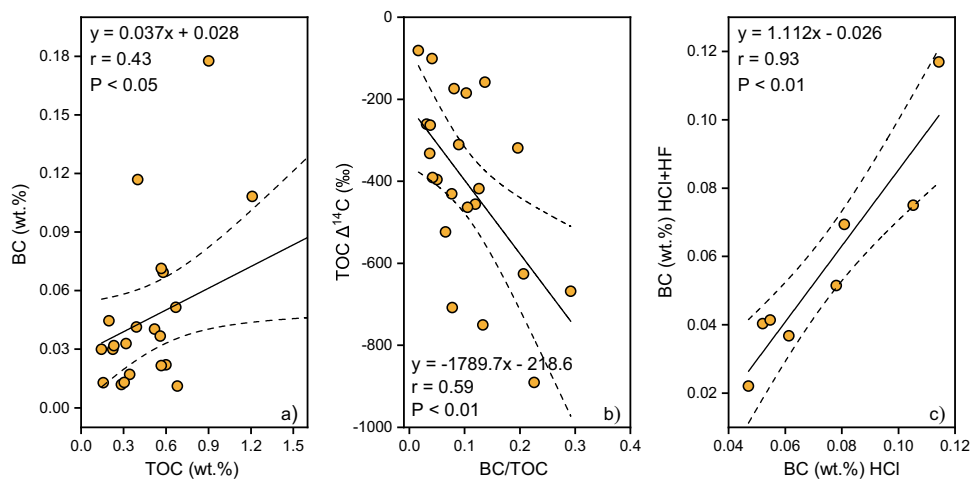 y = 0.037x + 0.028
r = 0.43
P < 0.05
BC (wt.%)
0.18
0.15
0.12
0.09
0.06
0.03
0.00
a)
0.0 0.3 0.6 0.9 1.2 1.5
TOC (wt.%)
0
-200
-400
-600
-800
-1000
TOC Δ¹⁴C (‰)
y = -1789.7x - 218.6
r = 0.59
P < 0.01
b)
0.0 0.1 0.2 0.3 0.4
BC/TOC
y = 1.112x - 0.026
r = 0.93
P < 0.01
BC (wt.%) HCl+HF
0.12
0.10
0.08
0.06
0.04
0.02
c)
0.04 0.06 0.08 0.10 0.12
BC (wt.%) HCl